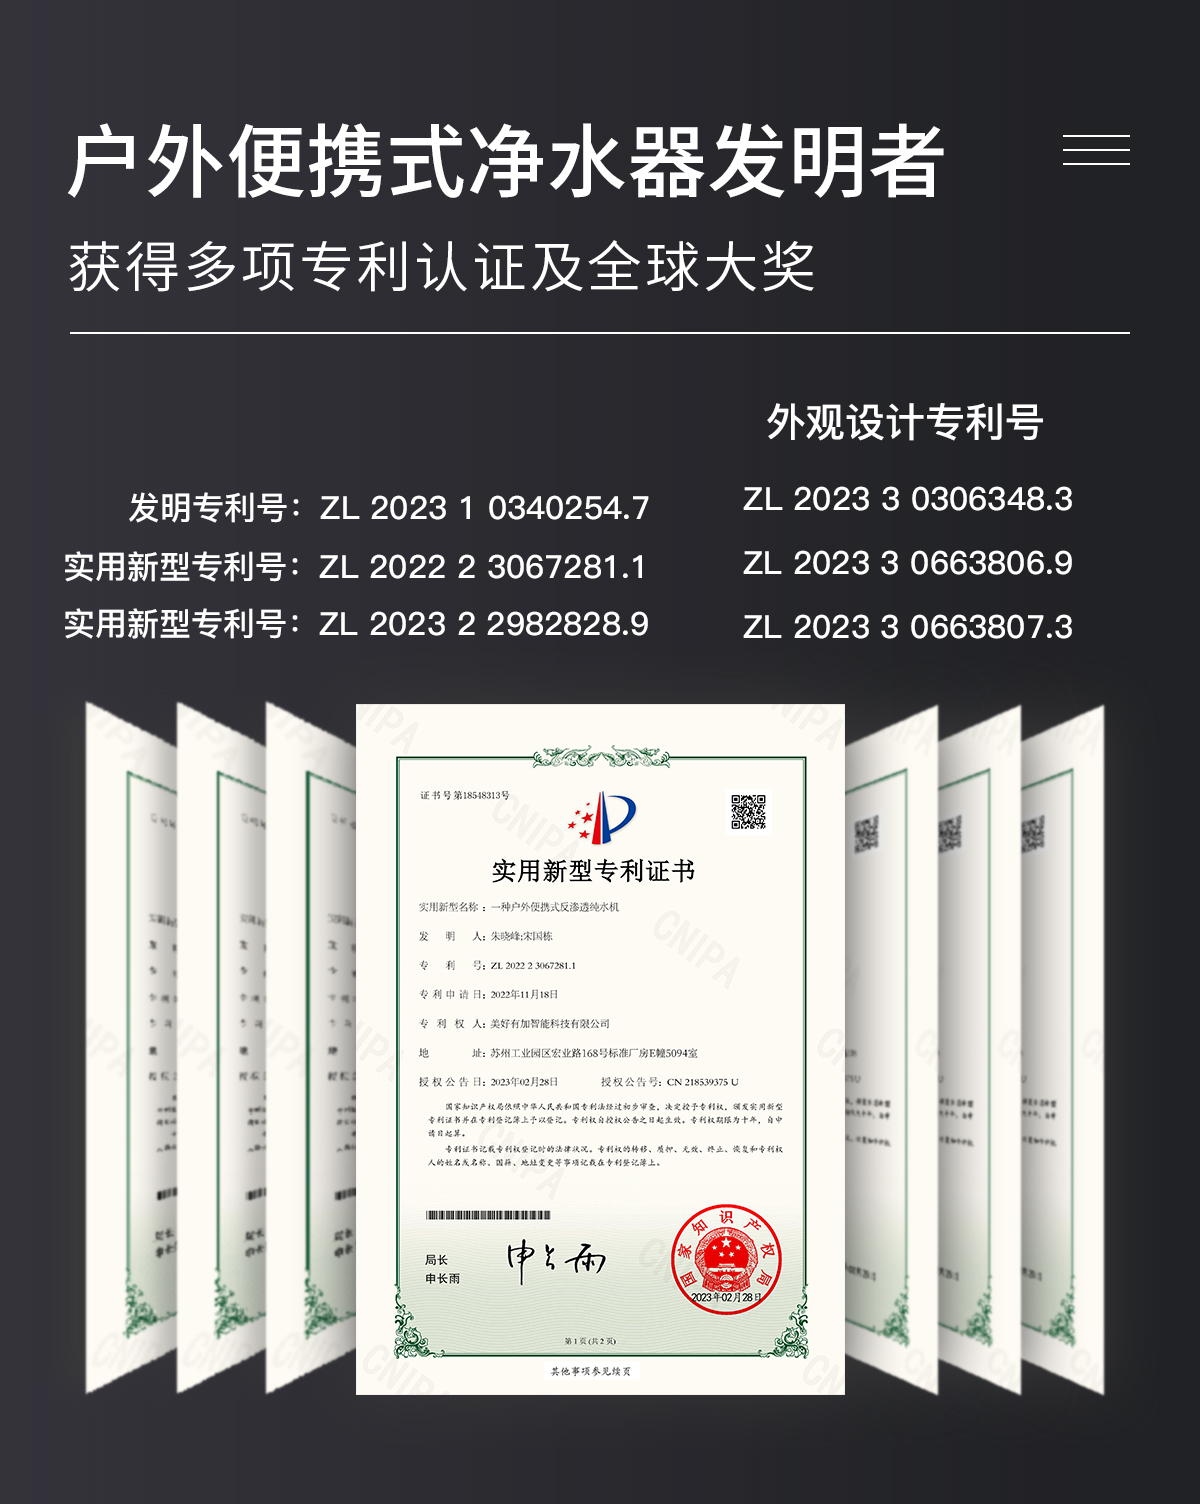 户外便携式净水器发明者
获得多项专利认证及全球大奖
发明专利号：ZL 2023 1 0340254.7
实用新型专利号：ZL 2022 2 3067281.1
实用新型专利号：ZL 2023 2 2982828.9
外观设计专利号
ZL 2023 3 0306348.3
ZL 2023 3 0663806.9
ZL 2023 3 0663807.3
证书号第18548313号
实用新型专利证书
实用新型名称：一种户外便携式反渗透纯水机
发明人：朱晓峰;宋国栋
专利号：ZL 2022 2 3067281.1
专利申请日：2022年11月18日
专利权人：美好有加智能科技有限公司
地址：苏州工业园区宏业路168号标准厂房E幢5094室
授权公告日：2023年02月28日 授权公告号：CN 218539375 U
国家知识产权局依照中华人民共和国专利法经过初步审查，决定授予专利权，颁发实用新型
专利证书并在专利登记簿上予以登记。专利权自授权公告之日起生效。专利权期限为十年，自申
请日起算。
专利证书记载专利权登记时的法律状况。专利权的转移、质押、无效、终止、恢复和专利权
人的姓名或名称、国籍、地址变更等事项记载在专利登记簿上。
局长
申长雨
申长雨
国家知识产权局
2023年02月28日
第 1 页 (共 2 页)
其他事项参见续页
CNIPA